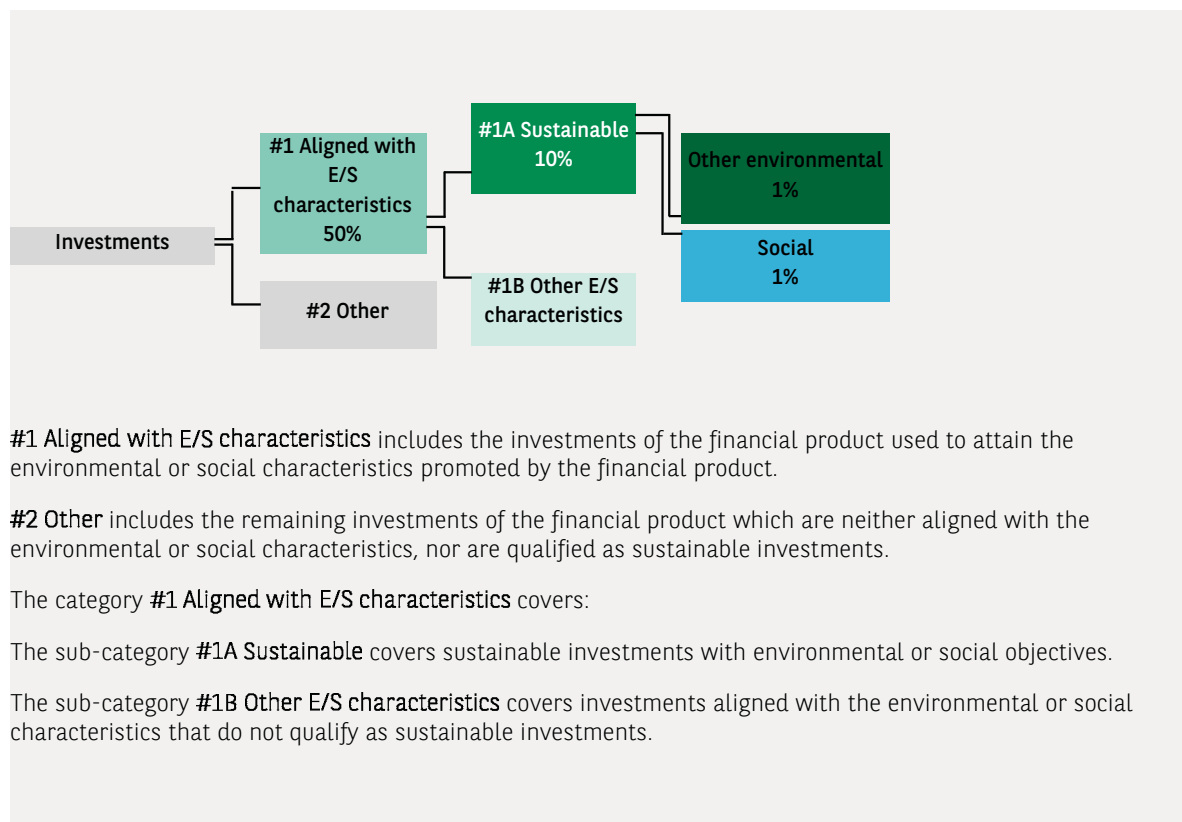 #1A Sustainable
10%
#1 Aligned with
E/S
characteristics
50%
Other environmental
1%
Investments
Social
1%
#1B Other E/S
characteristics
#2 Other
#1 Aligned with E/S characteristics includes the investments of the financial product used to attain the
environmental or social characteristics promoted by the financial product.
#2 Other includes the remaining investments of the financial product which are neither aligned with the
environmental or social characteristics, nor are qualified as sustainable investments.
The category #1 Aligned with E/S characteristics covers:
The sub-category #1A Sustainable covers sustainable investments with environmental or social objectives.
The sub-category #1B Other E/S characteristics covers investments aligned with the environmental or social
characteristics that do not qualify as sustainable investments.